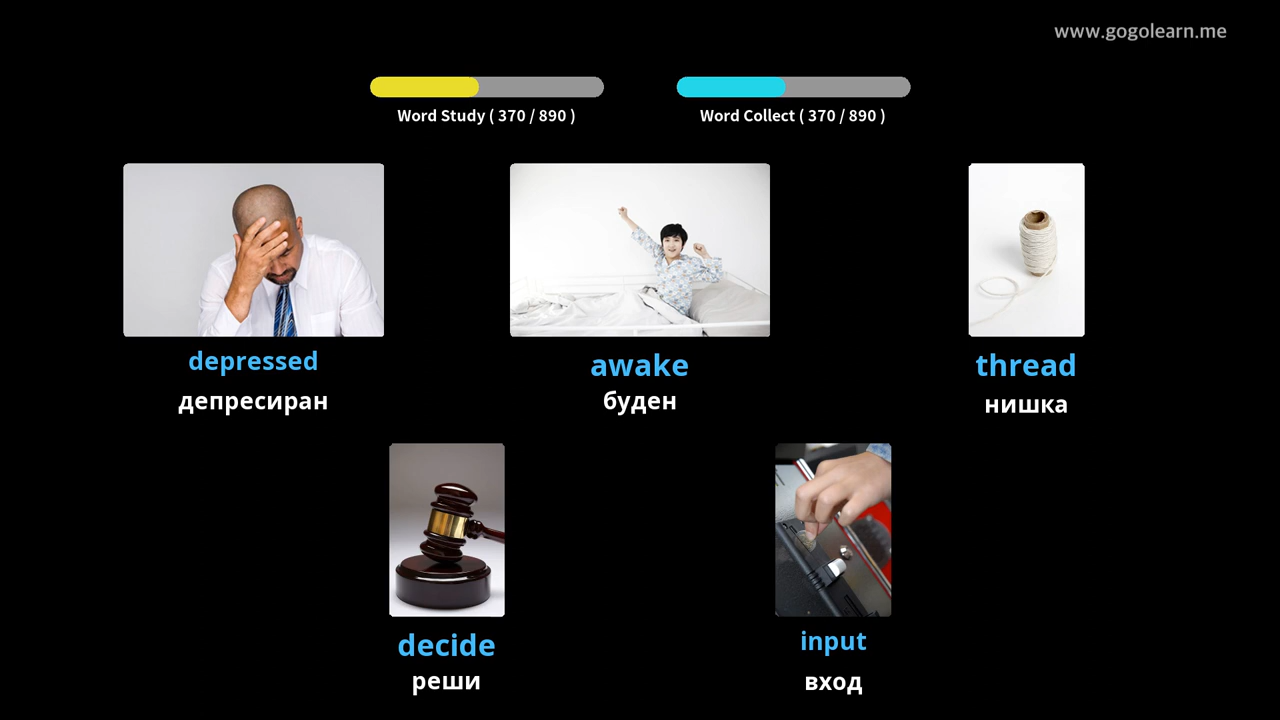 www.gogolearn.me
Word Study ( 370 / 890 )
Word Collect ( 370 / 890 )
depressed
депресиран
awake
буден
thread
нишка
decide
реши
input
вход